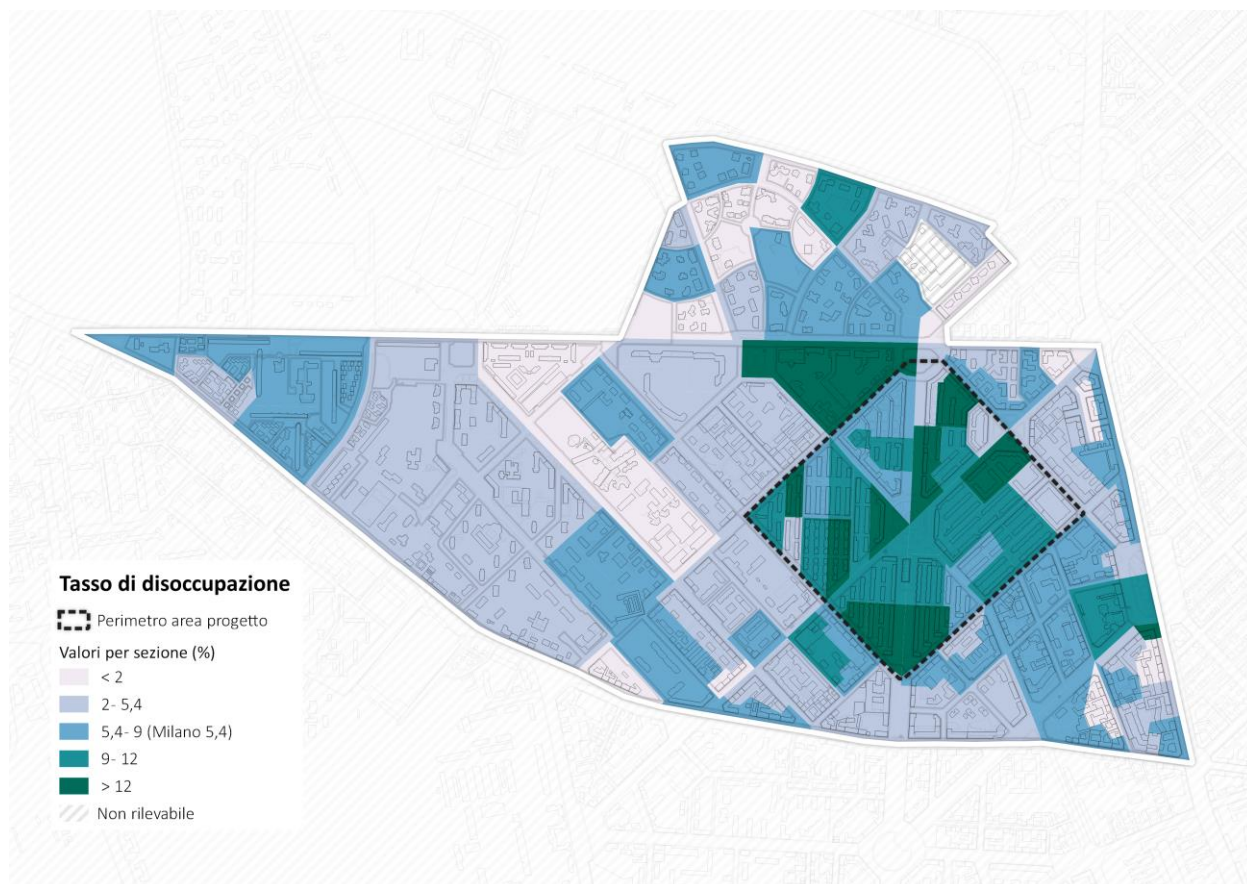 Tasso di disoccupazione
Perimetro area progetto
Valori per sezione (%)
< 2
2- 5,4
5,4- 9 (Milano 5,4)
9- 12
> 12
Non rilevabile